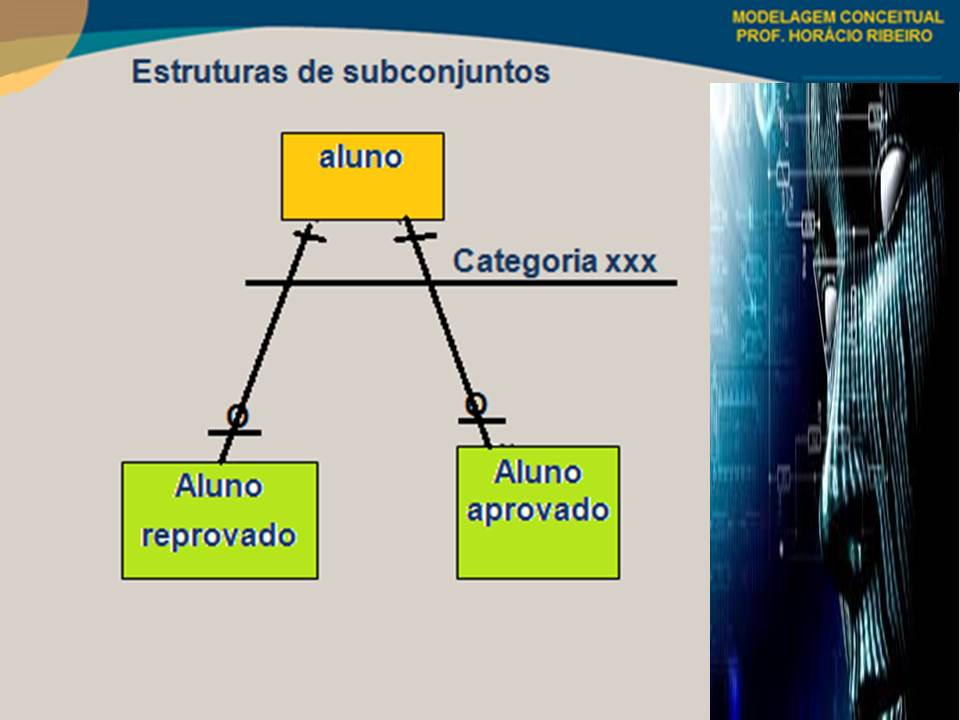 MODELAGEM CONCEITUAL
PROF. HORÁCIO RIBEIRO
Estruturas de subconjuntos
aluno
Categoria xxx
Aluno
reprovado
Aluno
aprovado